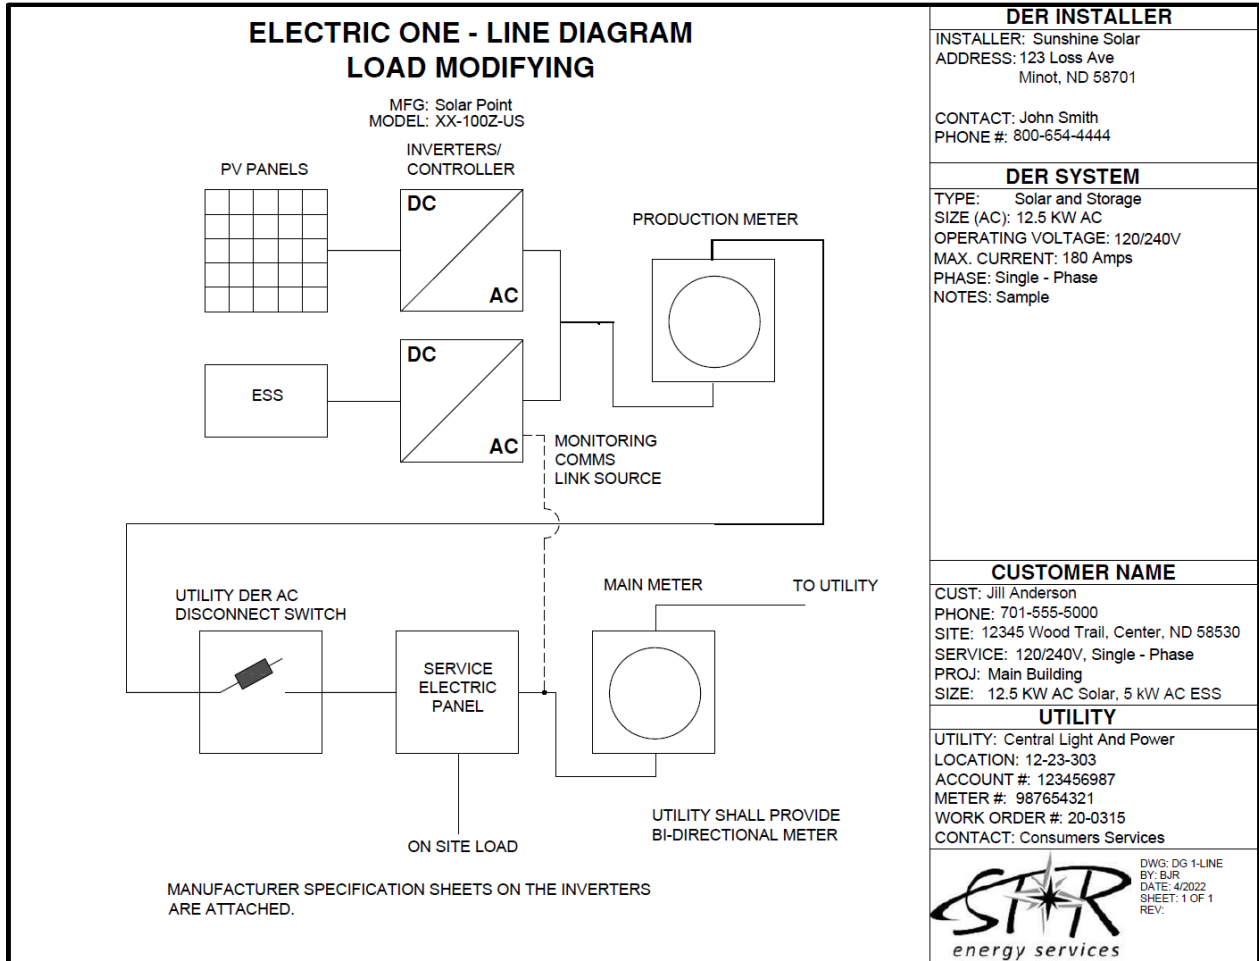 ELECTRIC ONE - LINE DIAGRAM
LOAD MODIFYING
MFG: Solar Point
MODEL: XX-100Z-US
PV PANELS
INVERTERS/
CONTROLLER
DC
AC
PRODUCTION METER
ESS
DC
AC
MONITORING
COMMS
LINK SOURCE
UTILITY DER AC
DISCONNECT SWITCH
SERVICE
ELECTRIC
PANEL
MAIN METER
TO UTILITY
ON SITE LOAD
UTILITY SHALL PROVIDE
BI-DIRECTIONAL METER
MANUFACTURER SPECIFICATION SHEETS ON THE INVERTERS
ARE ATTACHED.
DER INSTALLER
INSTALLER: Sunshine Solar
ADDRESS: 123 Loss Ave
Minot, ND 58701
CONTACT: John Smith
PHONE #: 800-654-4444
DER SYSTEM
TYPE: Solar and Storage
SIZE (AC): 12.5 KW AC
OPERATING VOLTAGE: 120/240V
MAX. CURRENT: 180 Amps
PHASE: Single - Phase
NOTES: Sample
CUSTOMER NAME
CUST: Jill Anderson
PHONE: 701-555-5000
SITE: 12345 Wood Trail, Center, ND 58530
SERVICE: 120/240V, Single - Phase
PROJ: Main Building
SIZE: 12.5 KW AC Solar, 5 kW AC ESS
UTILITY
UTILITY: Central Light And Power
LOCATION: 12-23-303
ACCOUNT #: 123456987
METER #: 987654321
WORK ORDER #: 20-0315
CONTACT: Consumers Services
STAR
energy services
DWG: DG 1-LINE
BY: BJR
DATE: 4/2022
SHEET: 1 OF 1
REV: